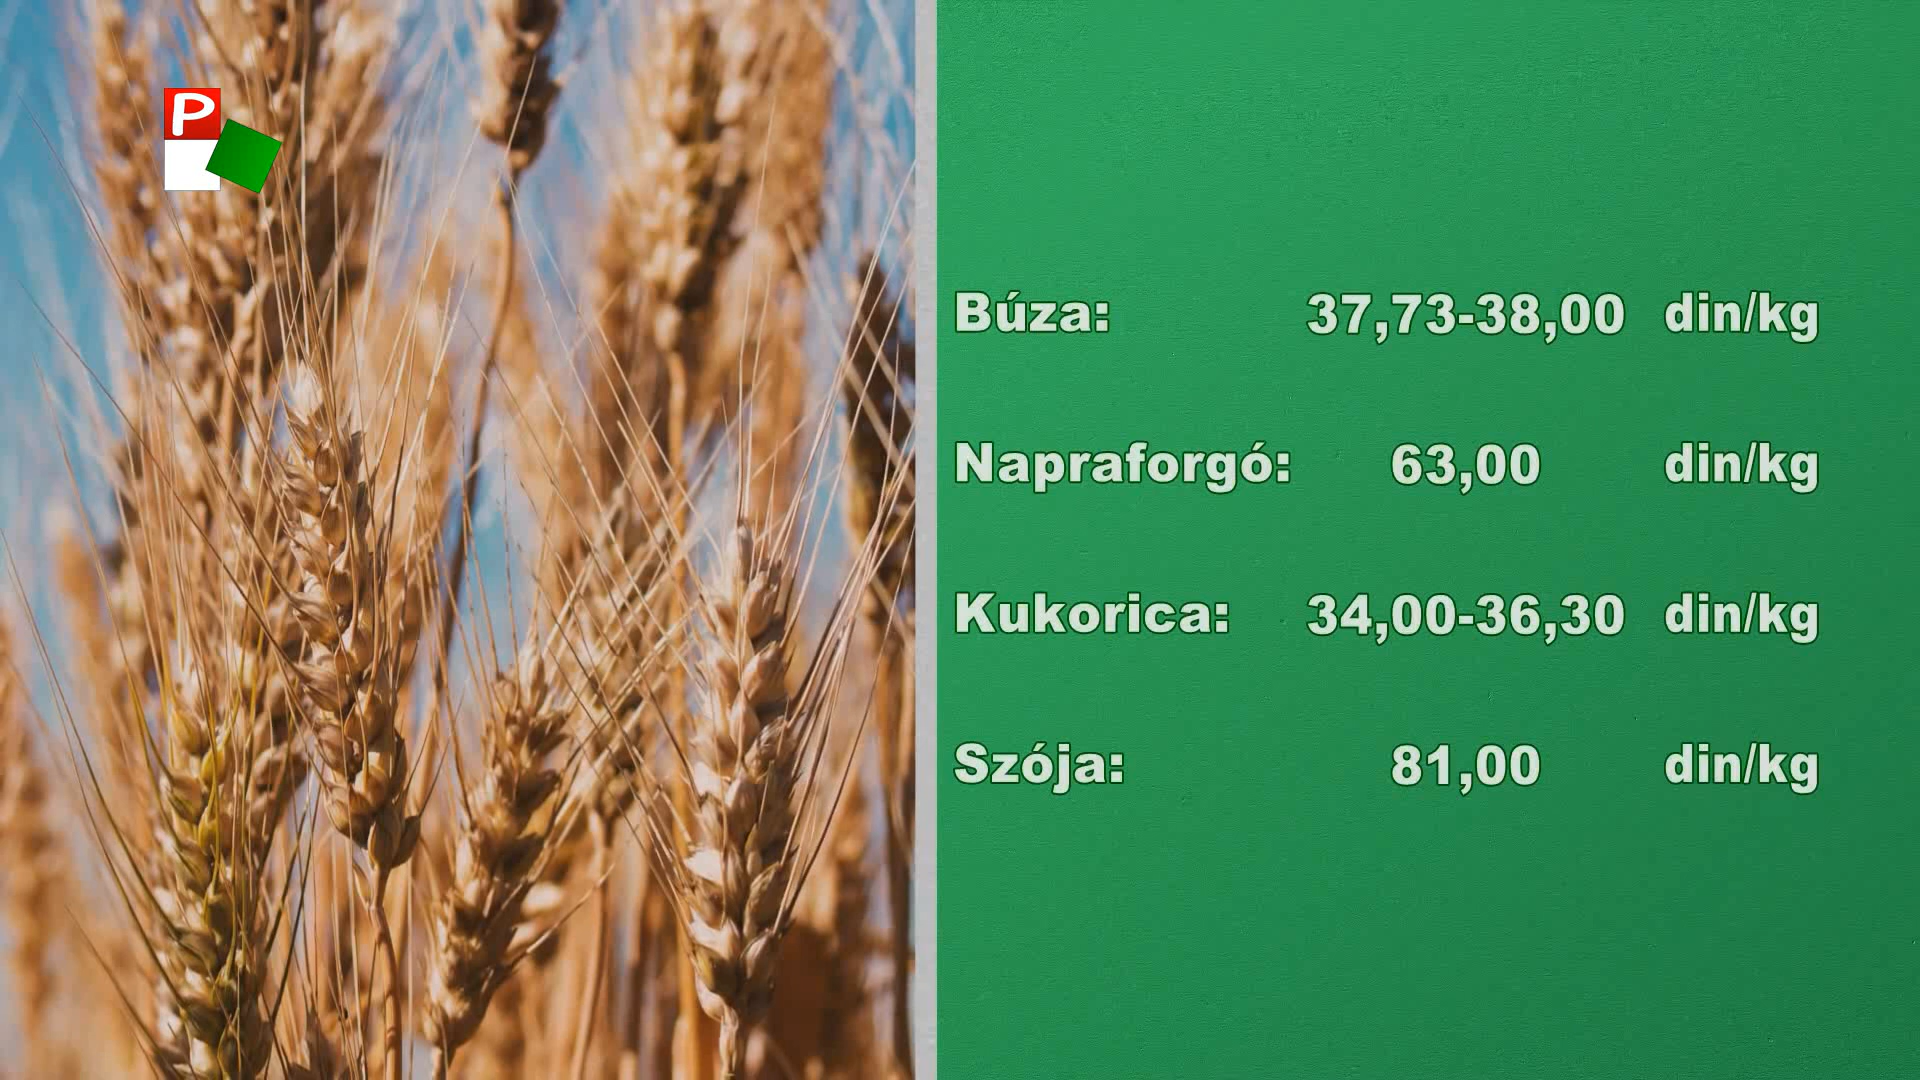 P
Búza: 37,73-38,00 din/kg
Napraforgó: 63,00 din/kg
Kukorica: 34,00-36,30 din/kg
Szója: 81,00 din/kg